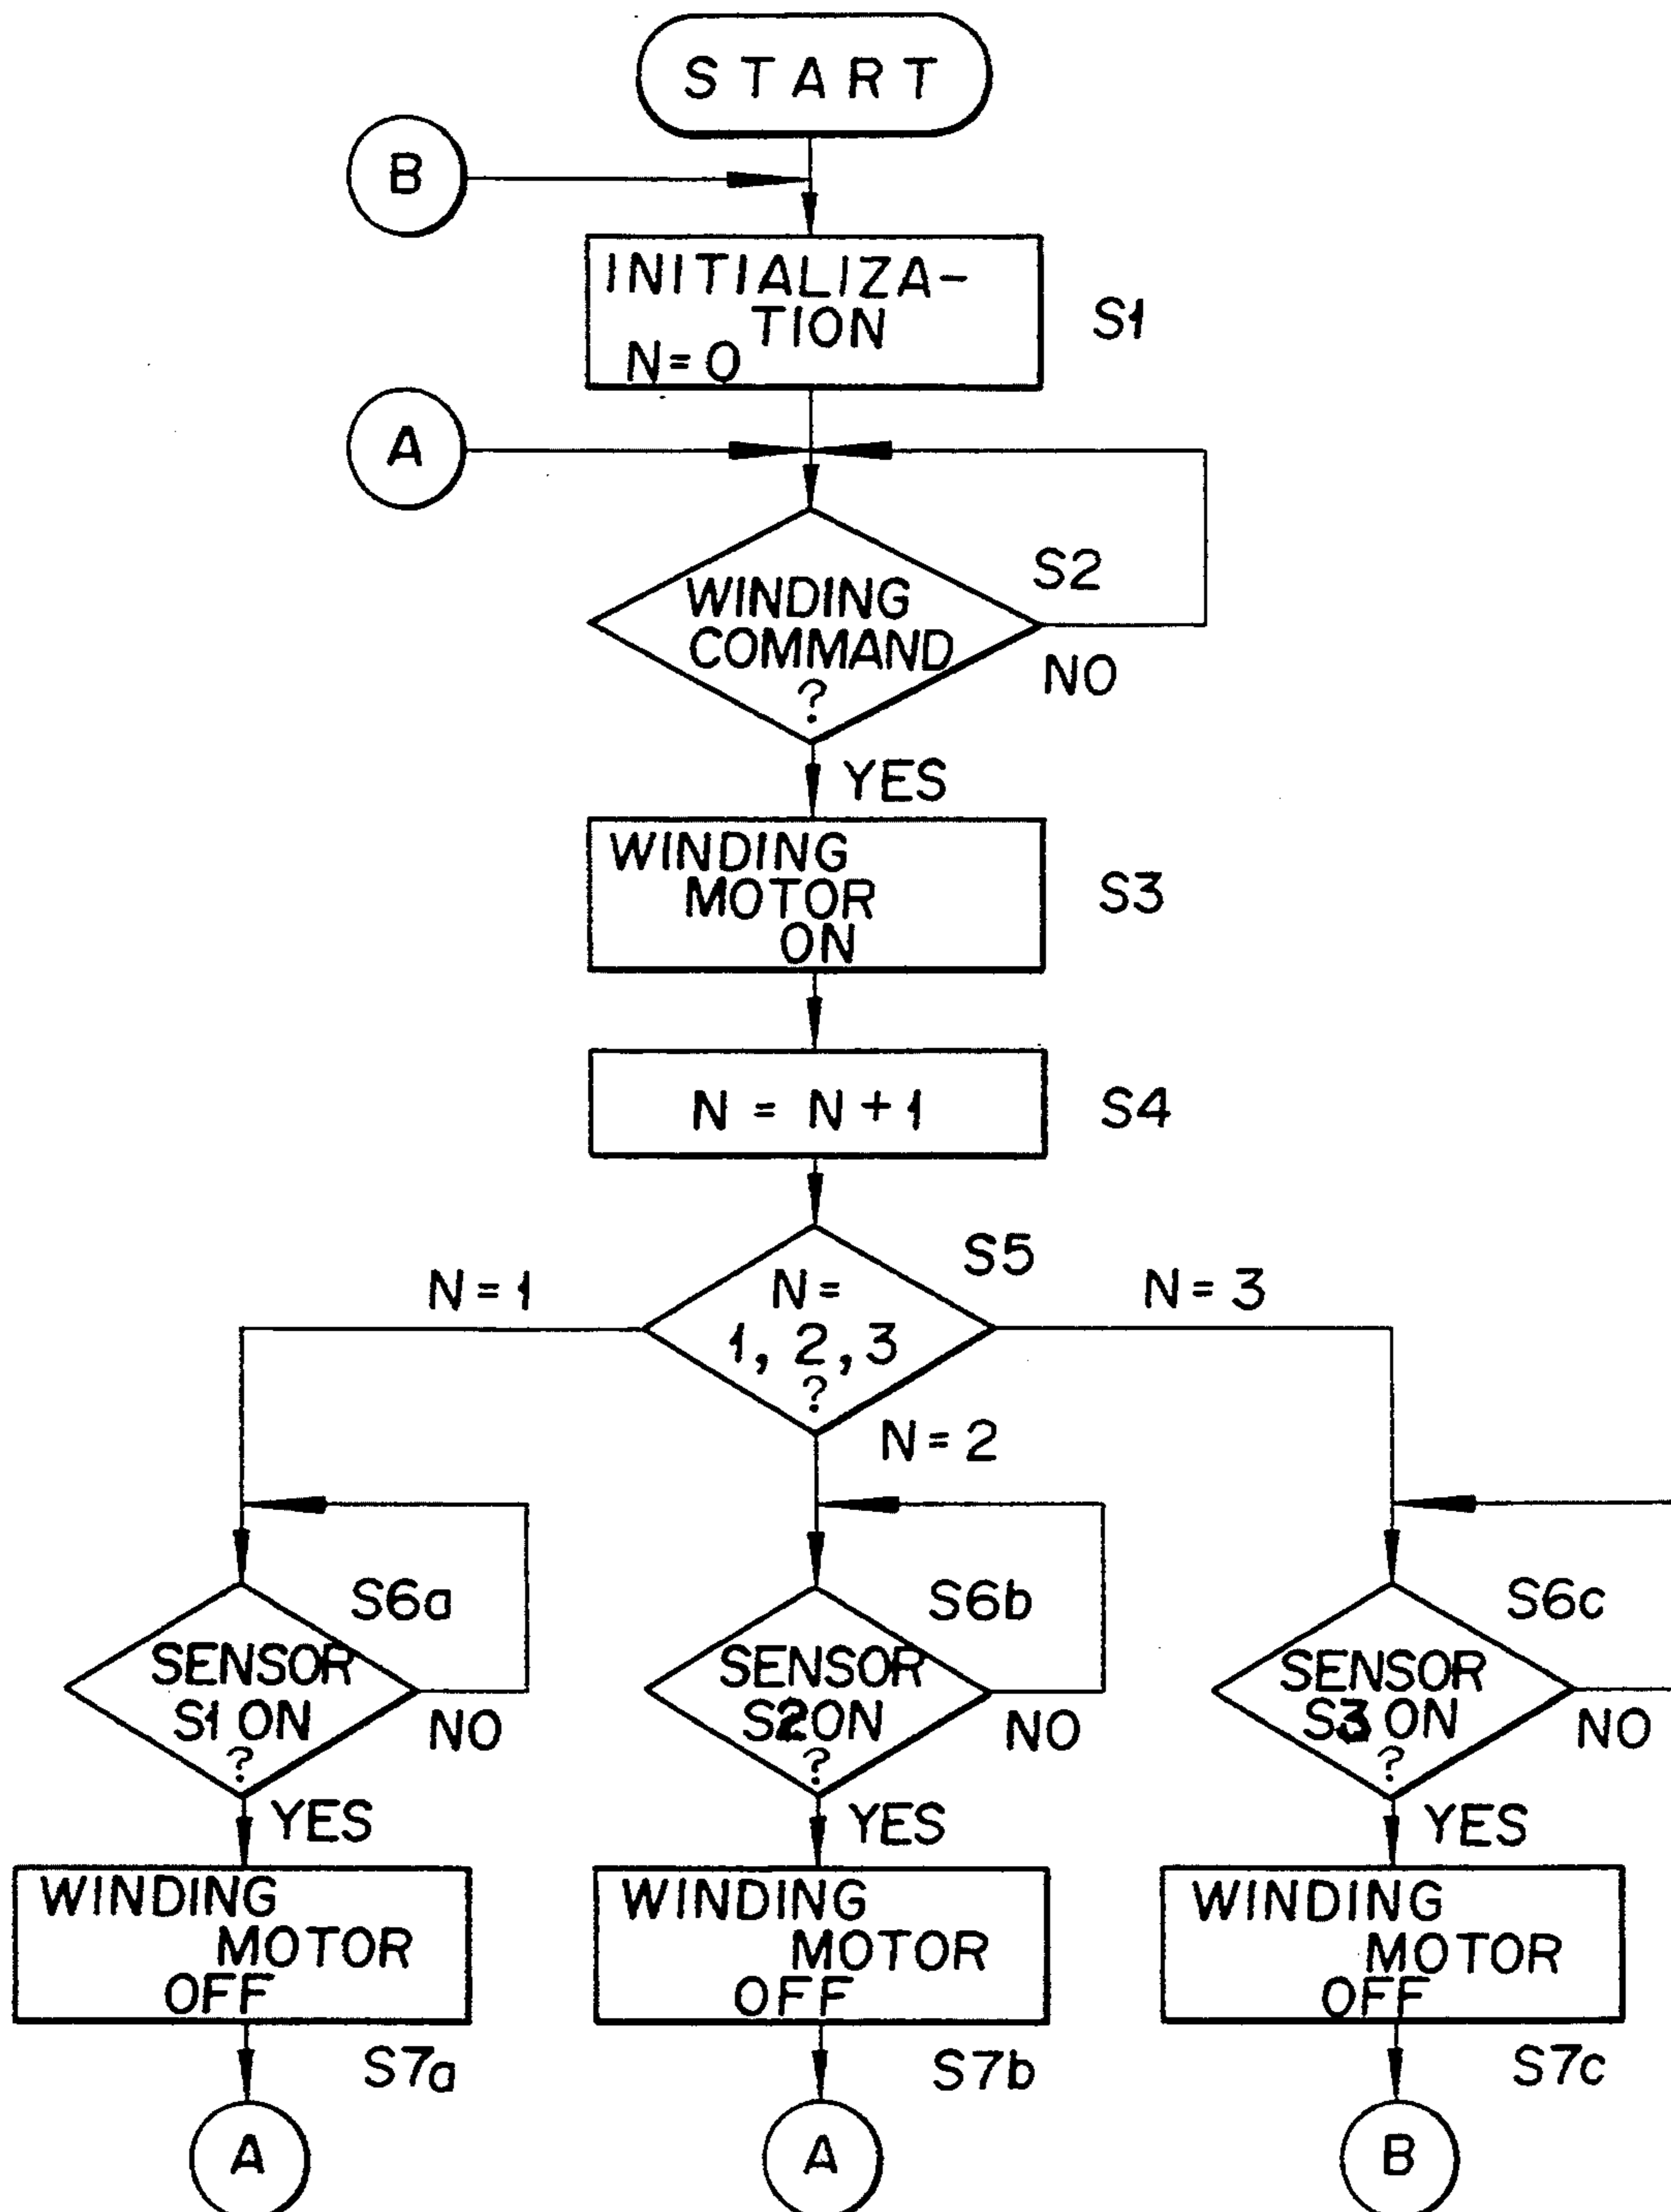 START
B
INITIALIZA-
TION
N=0
S1
A
S2
WINDING
COMMAND
?
NO
YES
WINDING
MOTOR
ON
S3
N = N + 1
S4
S5
N=1
N=
1, 2, 3
?
N=3
N=2
S6a
SENSOR
S1 ON
?
NO
YES
S6b
SENSOR
S2 ON
?
NO
YES
S6c
SENSOR
S3 ON
?
NO
YES
WINDING
MOTOR
OFF
S7a
WINDING
MOTOR
OFF
S7b
WINDING
MOTOR
OFF
S7c
A
A
B